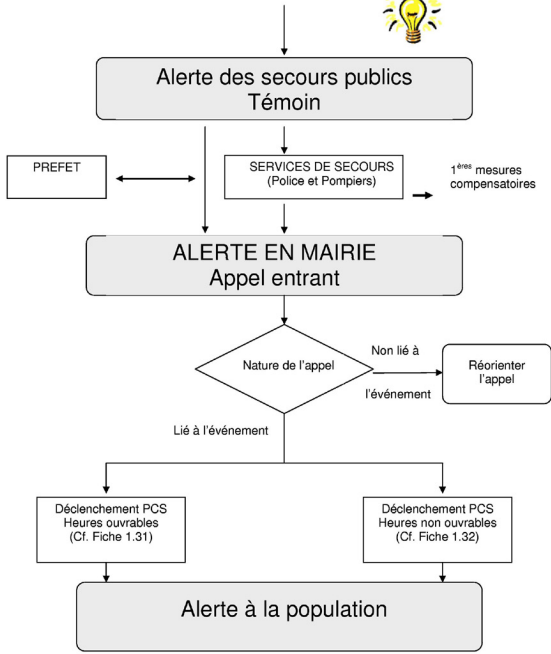 Alerte des secours publics
Témoin
PREFET
SERVICES DE SECOURS
(Police et Pompiers)
1ères mesures
compensatoires
ALERTE EN MAIRIE
Appel entrant
Nature de l'appel
Non lié à
l'événement
Réorienter
l'appel
Lié à l'événement
Déclenchement PCS
Heures ouvrables
(Cf. Fiche 1.31)
Déclenchement PCS
Heures non ouvrables
(Cf. Fiche 1.32)
Alerte à la population